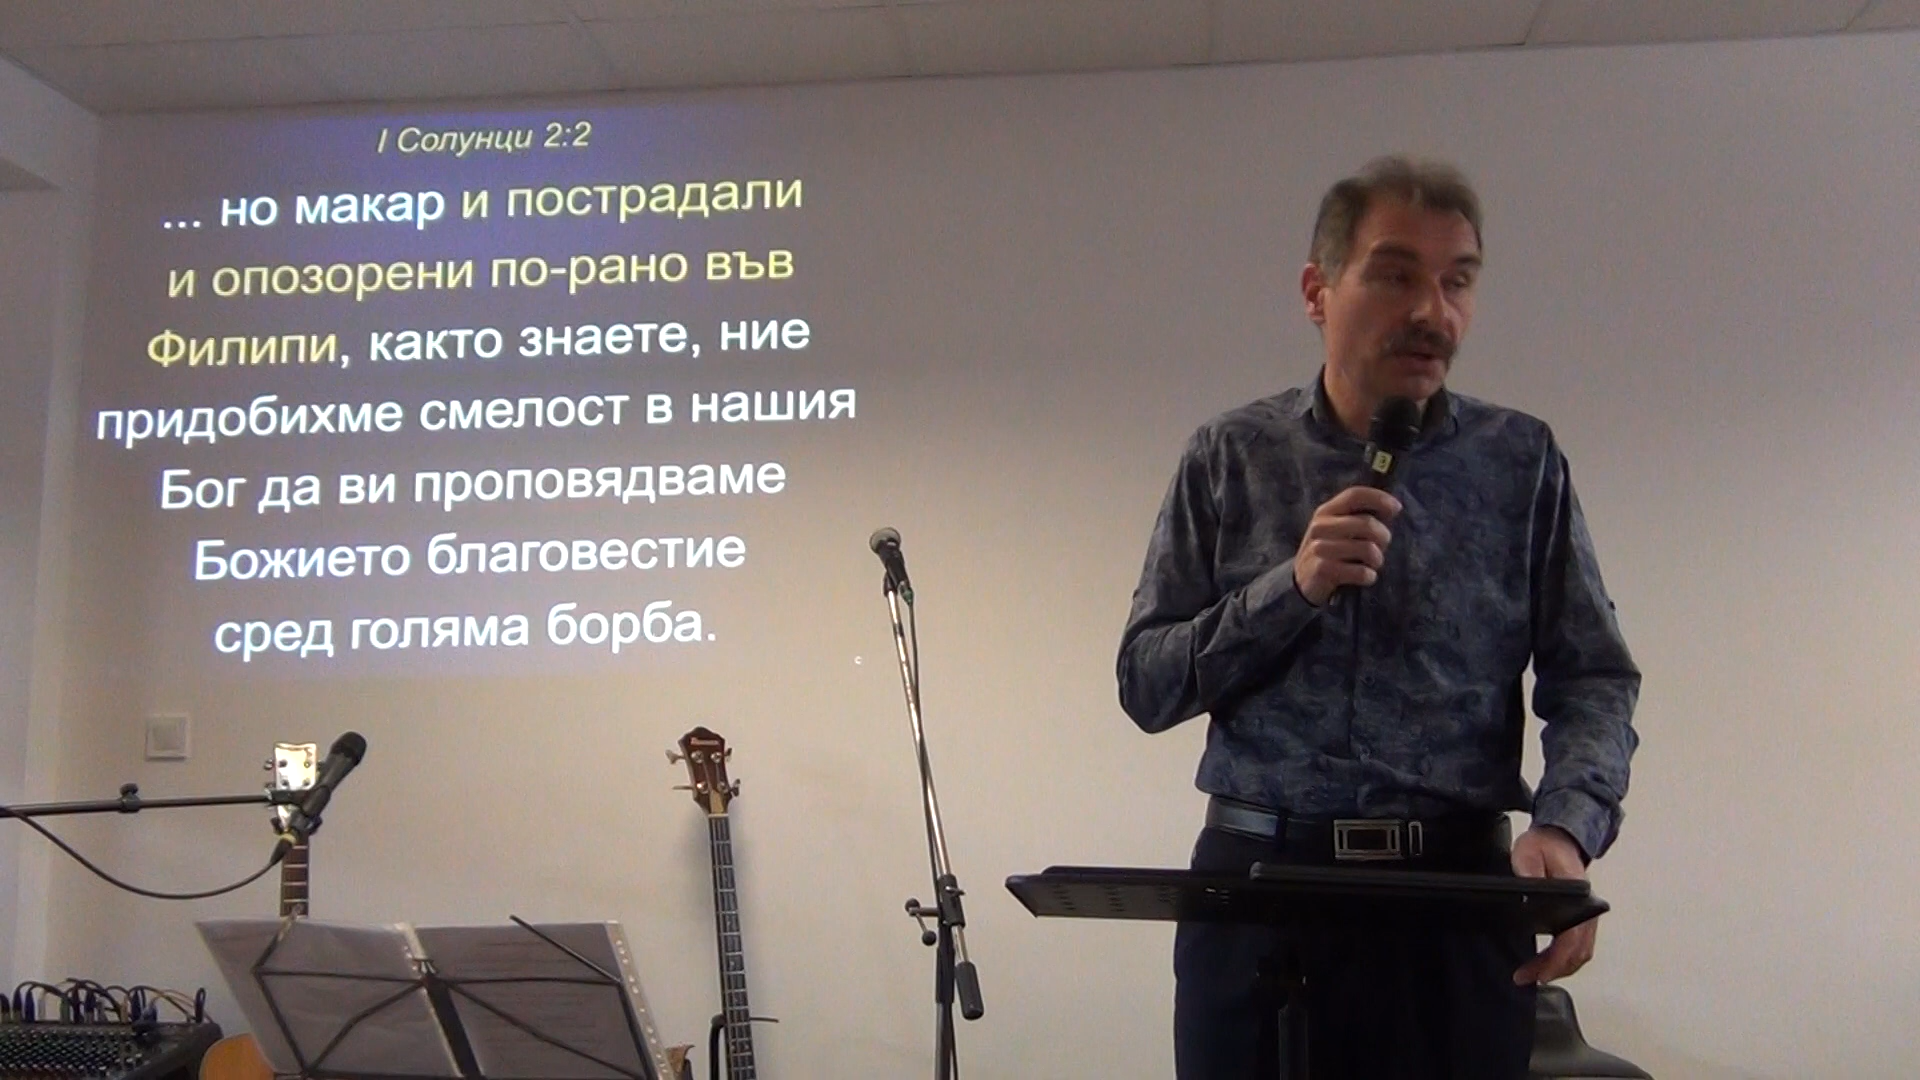 I Солунци 2:2
... но макар и пострадали
и опозорени по-рано във
Филипи, както знаете, ние
придобихме смелост в нашия
Бог да ви проповядваме
Божието благовестие
сред голяма борба.
с
3